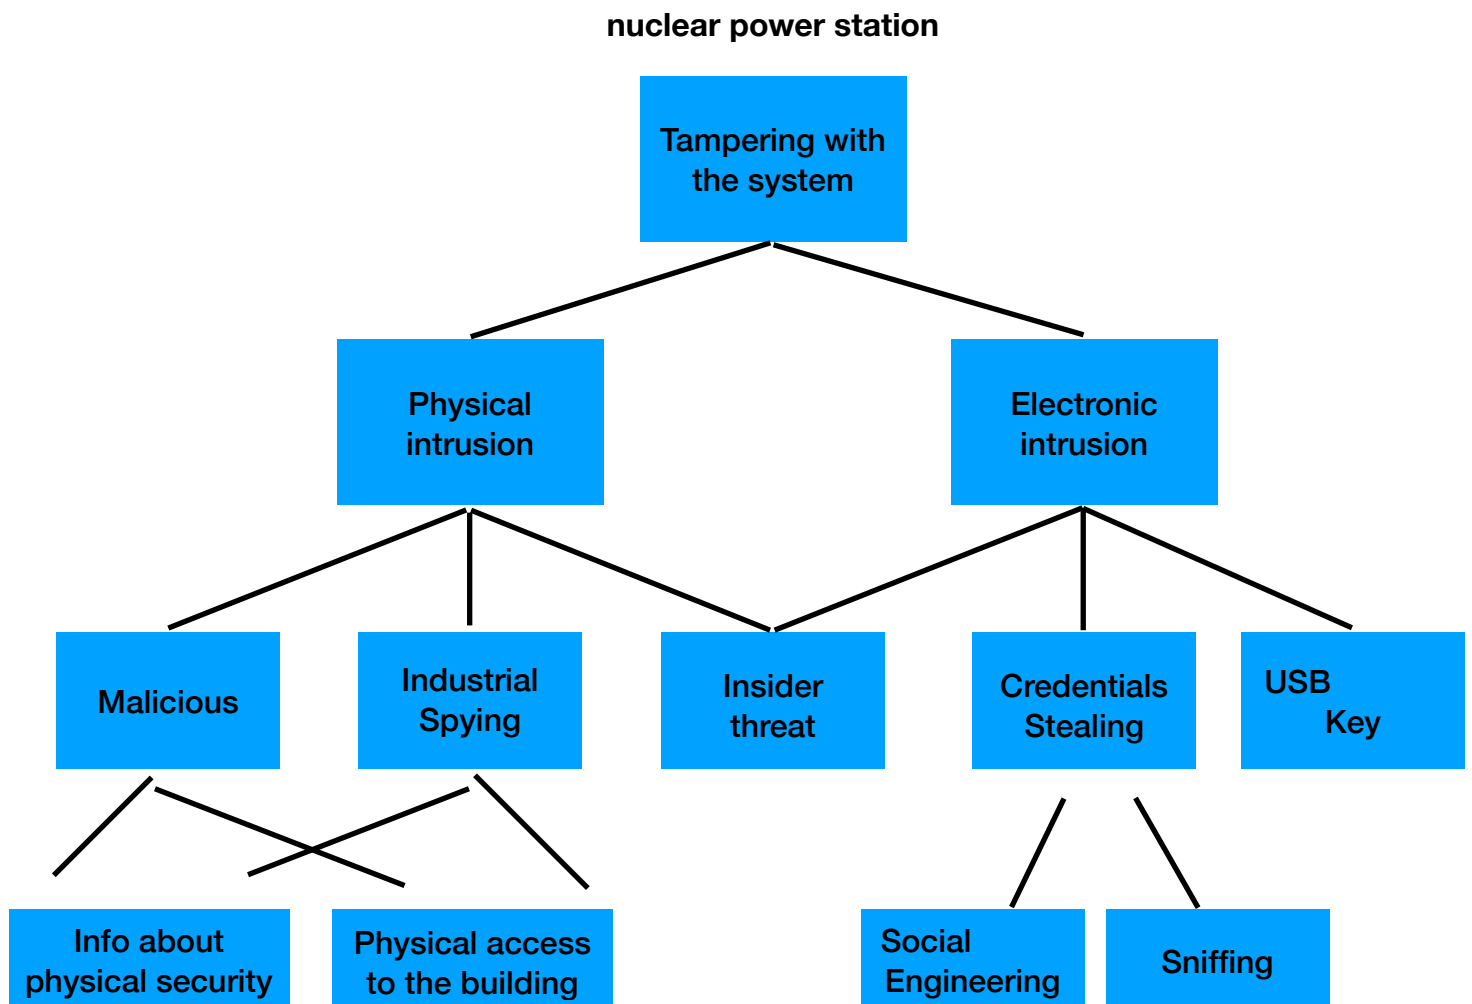 nuclear power station
Tampering with
the system
Physical
intrusion
Electronic
intrusion
Malicious
Industrial
Spying
Insider
threat
Credentials
Stealing
USB
Key
Info about
physical security
Physical access
to the building
Social
Engineering
Sniffing